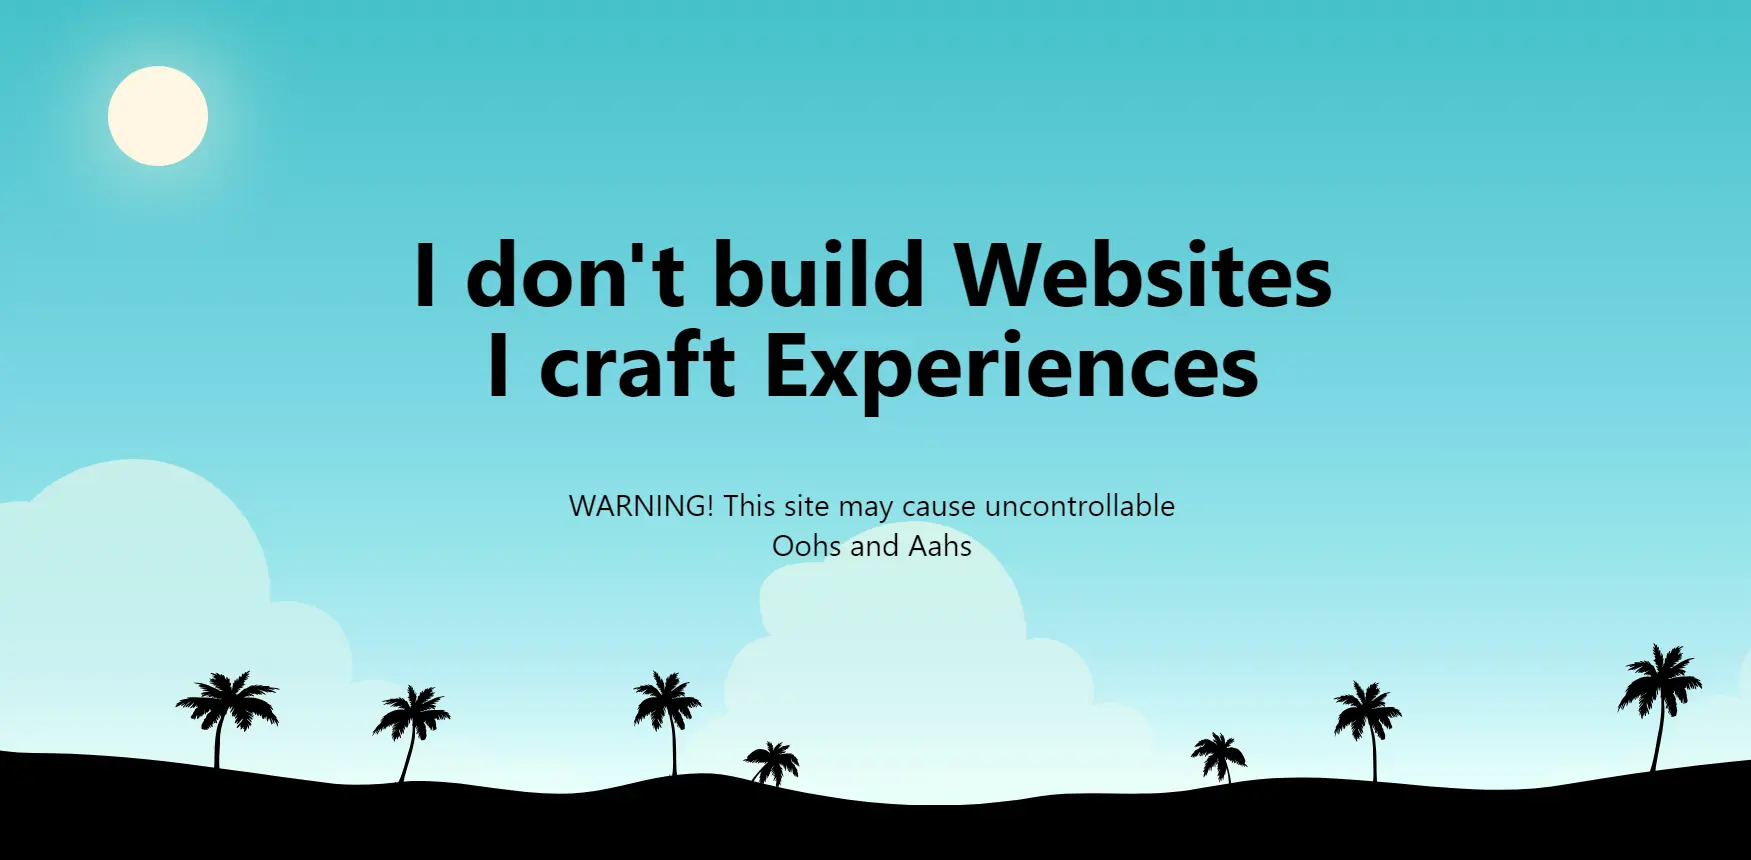 I don't build Websites
I craft Experiences
WARNING! This site may cause uncontrollable
Oohs and Aahs